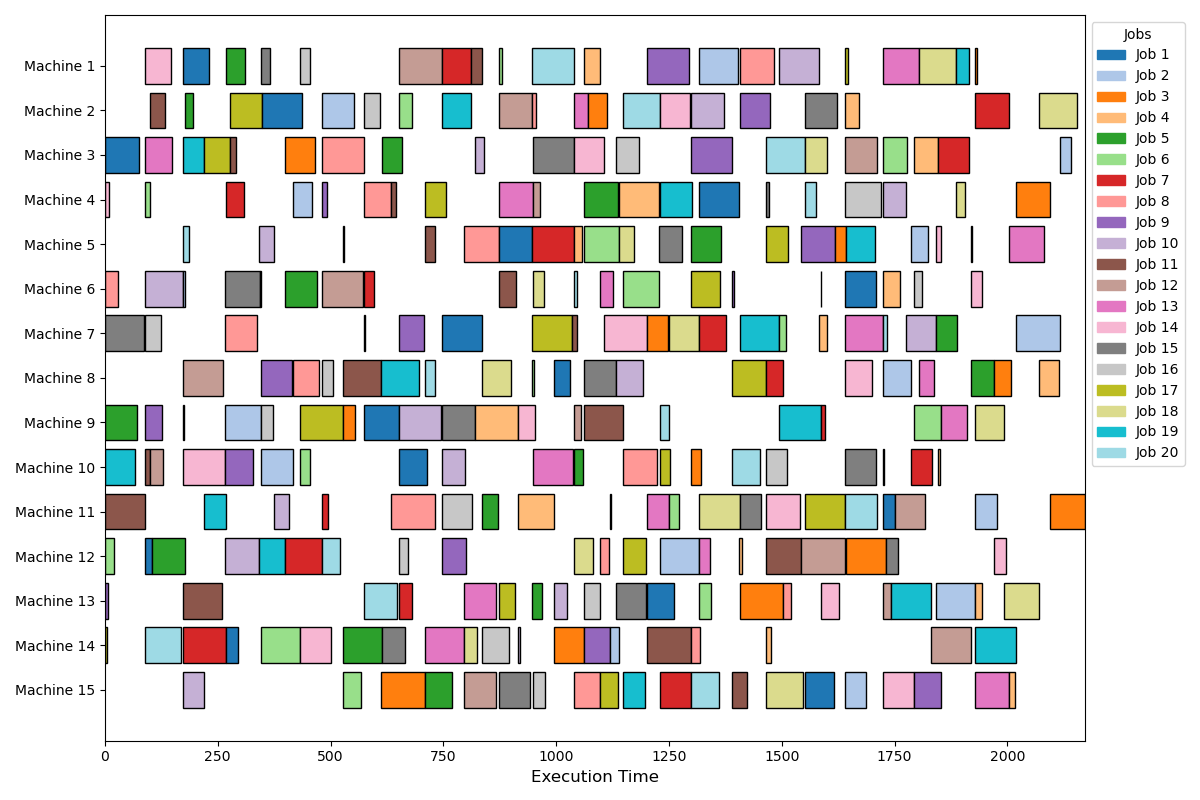 Machine 1
Machine 2
Machine 3
Machine 4
Machine 5
Machine 6
Machine 7
Machine 8
Machine 9
Machine 10
Machine 11
Machine 12
Machine 13
Machine 14
Machine 15
0 250 500 750 1000 1250 1500 1750 2000
Execution Time
Jobs
Job 1
Job 2
Job 3
Job 4
Job 5
Job 6
Job 7
Job 8
Job 9
Job 10
Job 11
Job 12
Job 13
Job 14
Job 15
Job 16
Job 17
Job 18
Job 19
Job 20